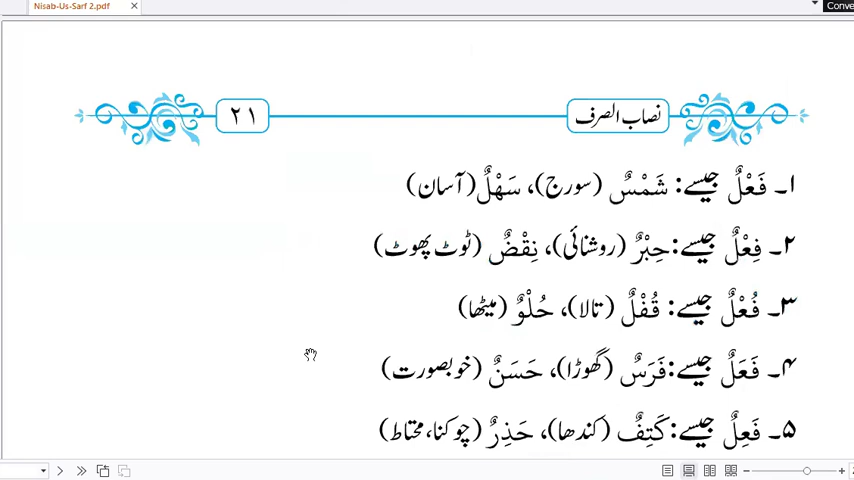 Nisab-Us-Sarf 2.pdf
Conve
نصاب الصرف
٢١
۱۔ فَعْلٌ جیسے: شَمْسٌ (سورج)، سَهْلٌ (آسان)
۲۔ فِعْلٌ جیسے: حِبْرٌ (روشنائی)، نِقْضٌ (ٹوٹ پھوٹ)
۳۔ فُعْلٌ جیسے: قُفْلٌ (تالا)، حُلْوٌ (میٹھا)
۴۔ فَعَلٌ جیسے: فَرَسٌ (گھوڑا)، حَسَنٌ (خوبصورت)
۵۔ فَعِلٌ جیسے: كَتِفٌ (کندھا)، حَذِرٌ (چوکنا، محتاط)